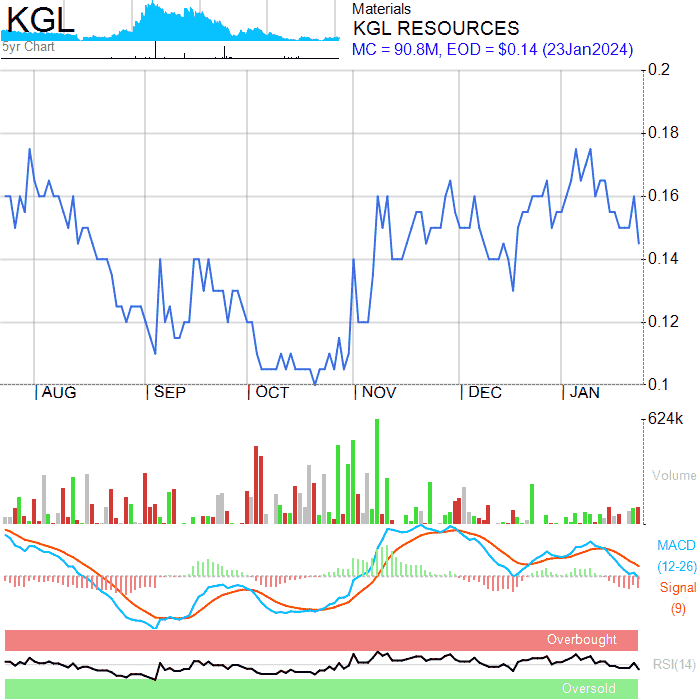 KGL
5yr Chart
Materials
KGL RESOURCES
MC = 90.8M, EOD = $0.14 (23Jan2024)
0.2
0.18
0.16
0.14
0.12
0.1
AUG SEP OCT NOV DEC JAN
624k
Volume
MACD
(12-26)
Signal
(9)
Overbought
RSI(14)
Oversold